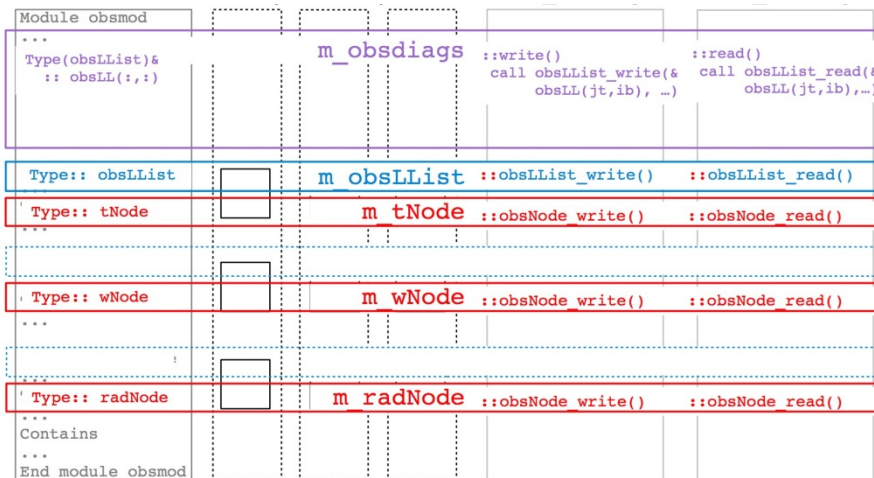 Module obsmod
...
Type(obsLList)& m_obsdiags ::write() ::read()
:: obsLL(:,:) call obsLList_write(& call obsLList_read(&
obsLL(jt,ib), …) obsLL(jt,ib),…)
Type:: obsLList m_obsLList ::obsLList_write() ::obsLList_read()
...
Type:: tNode m_tNode ::obsNode_write() ::obsNode_read()
...
Type:: wNode m_wNode ::obsNode_write() ::obsNode_read()
...
...
Type:: radNode m_radNode ::obsNode_write() ::obsNode_read()
...
Contains
...
End module obsmod